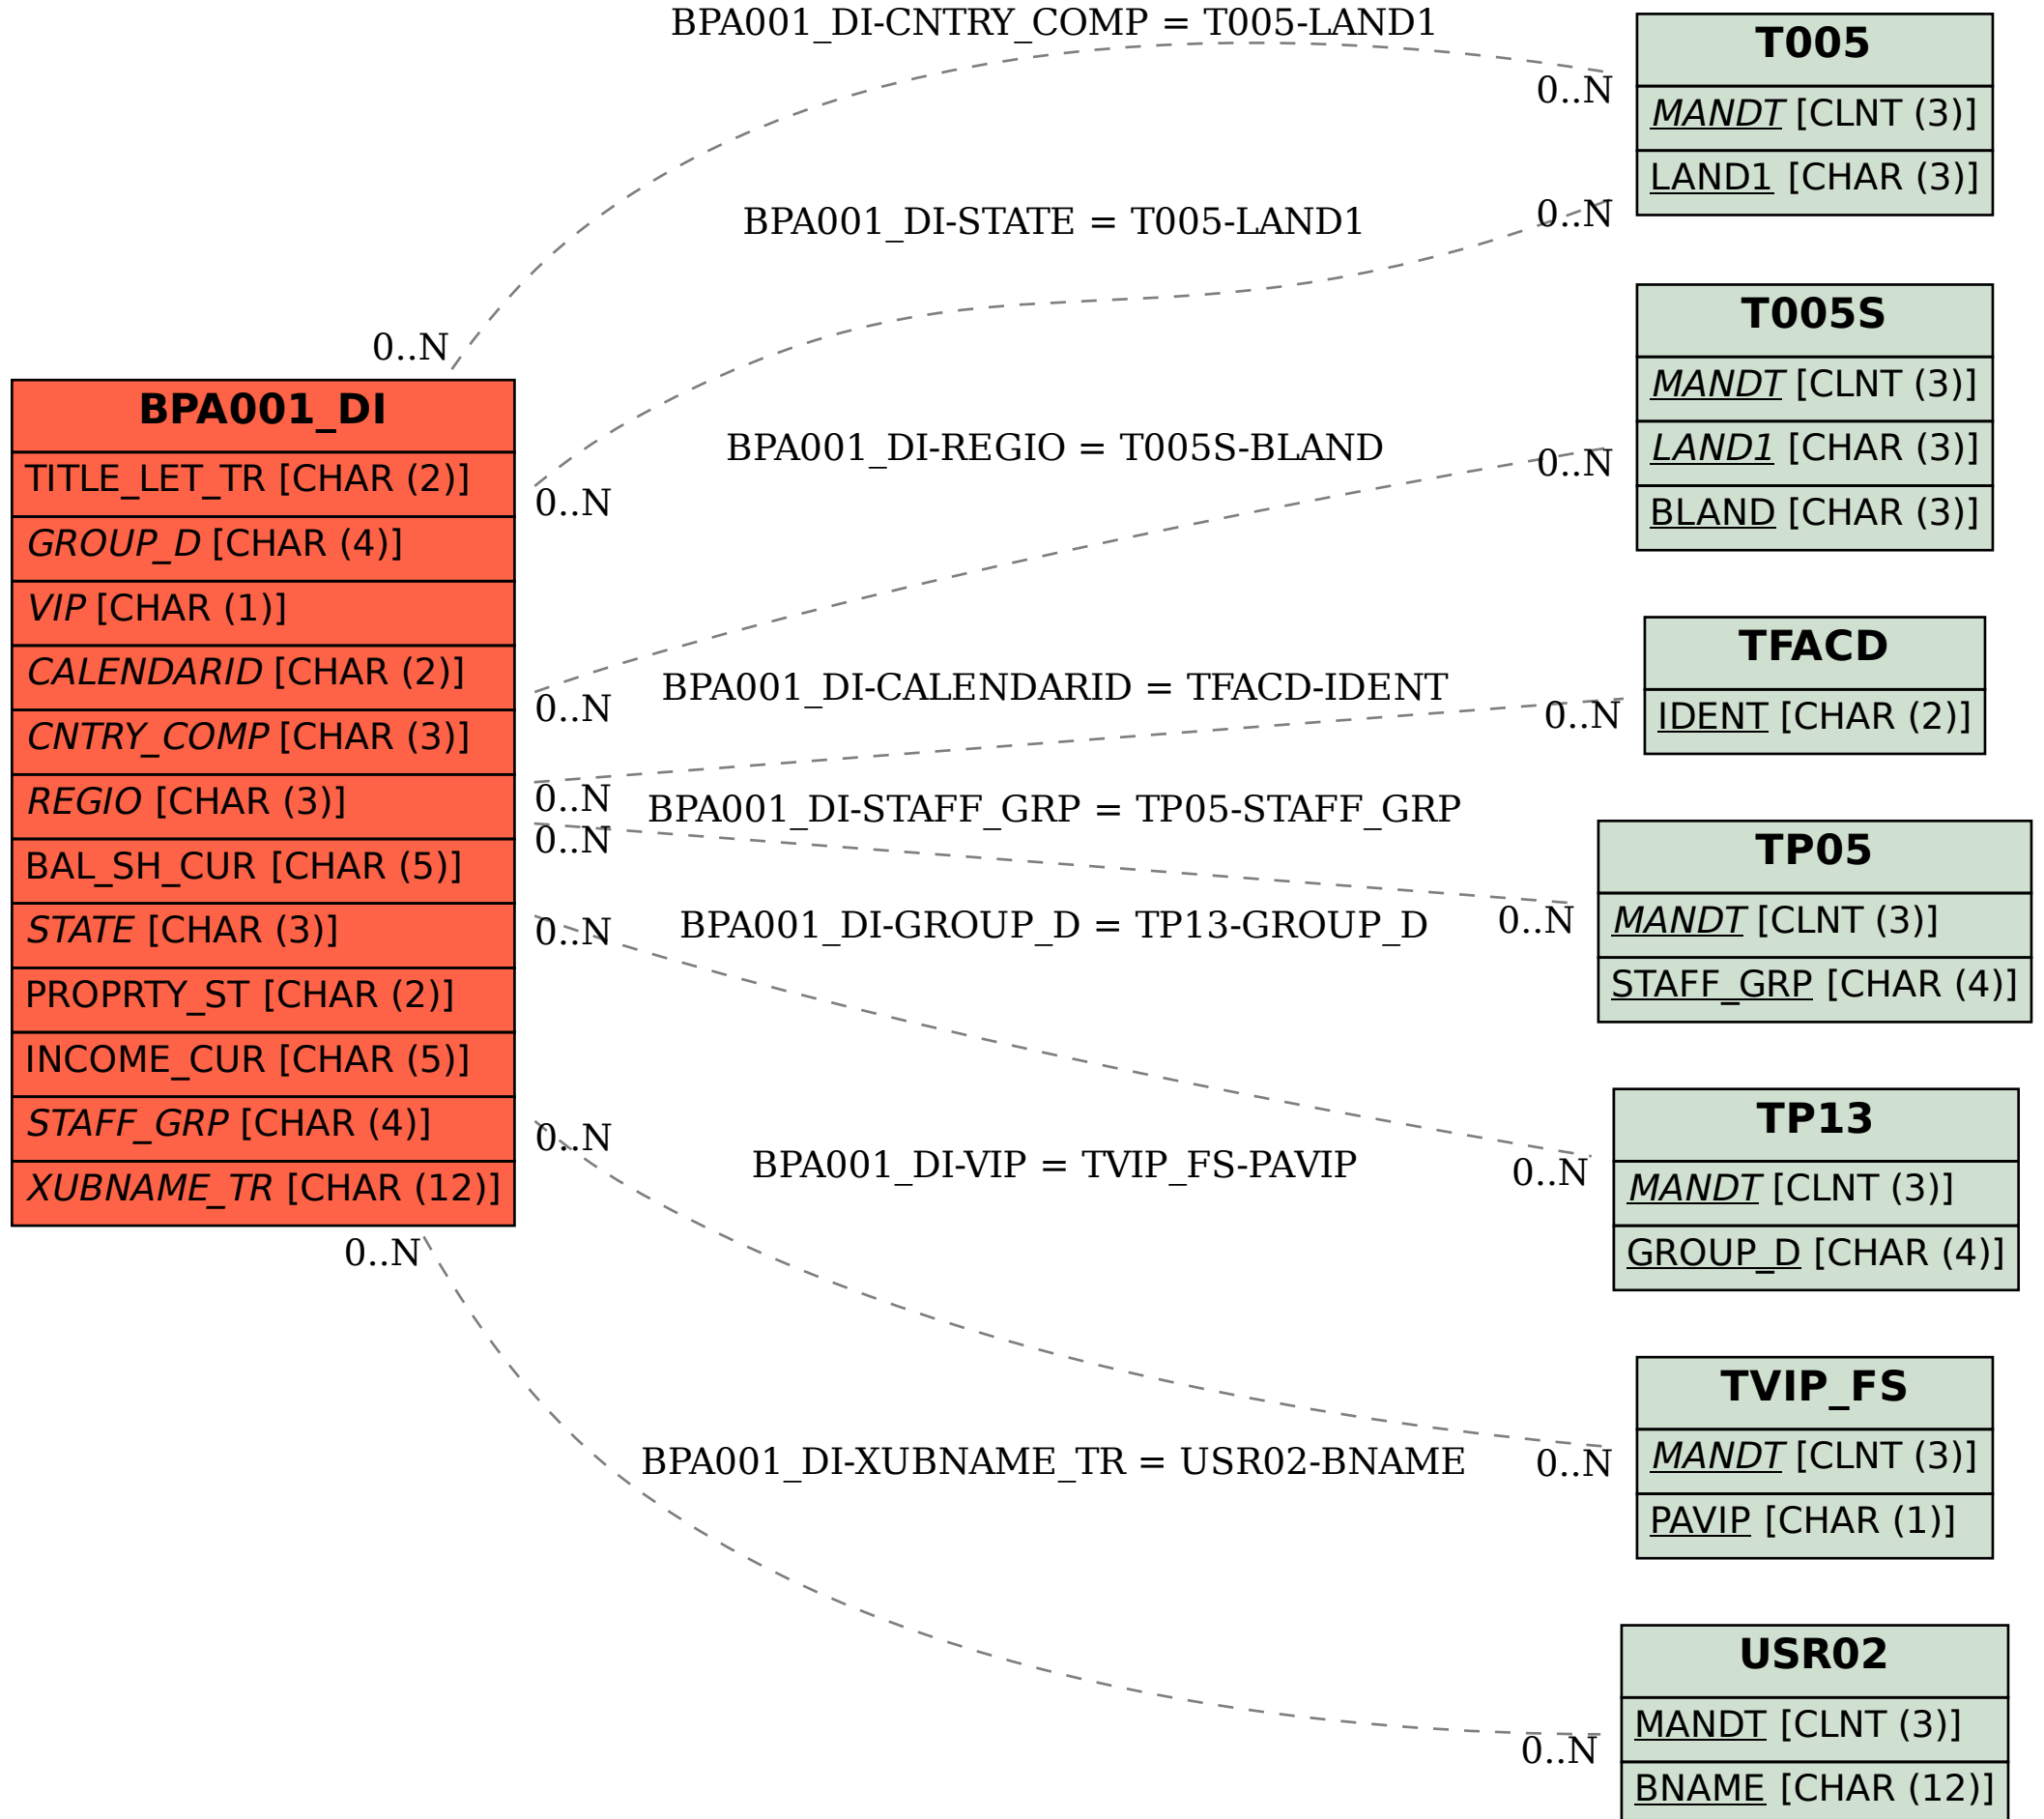 BPA001_DI-CNTRY_COMP = T005-LAND1
0..N
0..N
BPA001_DI-STATE = T005-LAND1
0..N
0..N
BPA001_DI-REGIO = T005S-BLAND
0..N
0..N
BPA001_DI-CALENDARID = TFACD-IDENT
0..N
0..N
BPA001_DI-STAFF_GRP = TP05-STAFF_GRP
0..N
0..N
BPA001_DI-GROUP_D = TP13-GROUP_D
0..N
0..N
BPA001_DI-VIP = TVIP_FS-PAVIP
0..N
0..N
BPA001_DI-XUBNAME_TR = USR02-BNAME
0..N
0..N
BPA001_DI
TITLE_LET_TR [CHAR (2)]
GROUP_D [CHAR (4)]
VIP [CHAR (1)]
CALENDARID [CHAR (2)]
CNTRY_COMP [CHAR (3)]
REGIO [CHAR (3)]
BAL_SH_CUR [CHAR (5)]
STATE [CHAR (3)]
PROPRTY_ST [CHAR (2)]
INCOME_CUR [CHAR (5)]
STAFF_GRP [CHAR (4)]
XUBNAME_TR [CHAR (12)]
T005
MANDT [CLNT (3)]
LAND1 [CHAR (3)]
T005S
MANDT [CLNT (3)]
LAND1 [CHAR (3)]
BLAND [CHAR (3)]
TFACD
IDENT [CHAR (2)]
TP05
MANDT [CLNT (3)]
STAFF_GRP [CHAR (4)]
TP13
MANDT [CLNT (3)]
GROUP_D [CHAR (4)]
TVIP_FS
MANDT [CLNT (3)]
PAVIP [CHAR (1)]
USR02
MANDT [CLNT (3)]
BNAME [CHAR (12)]